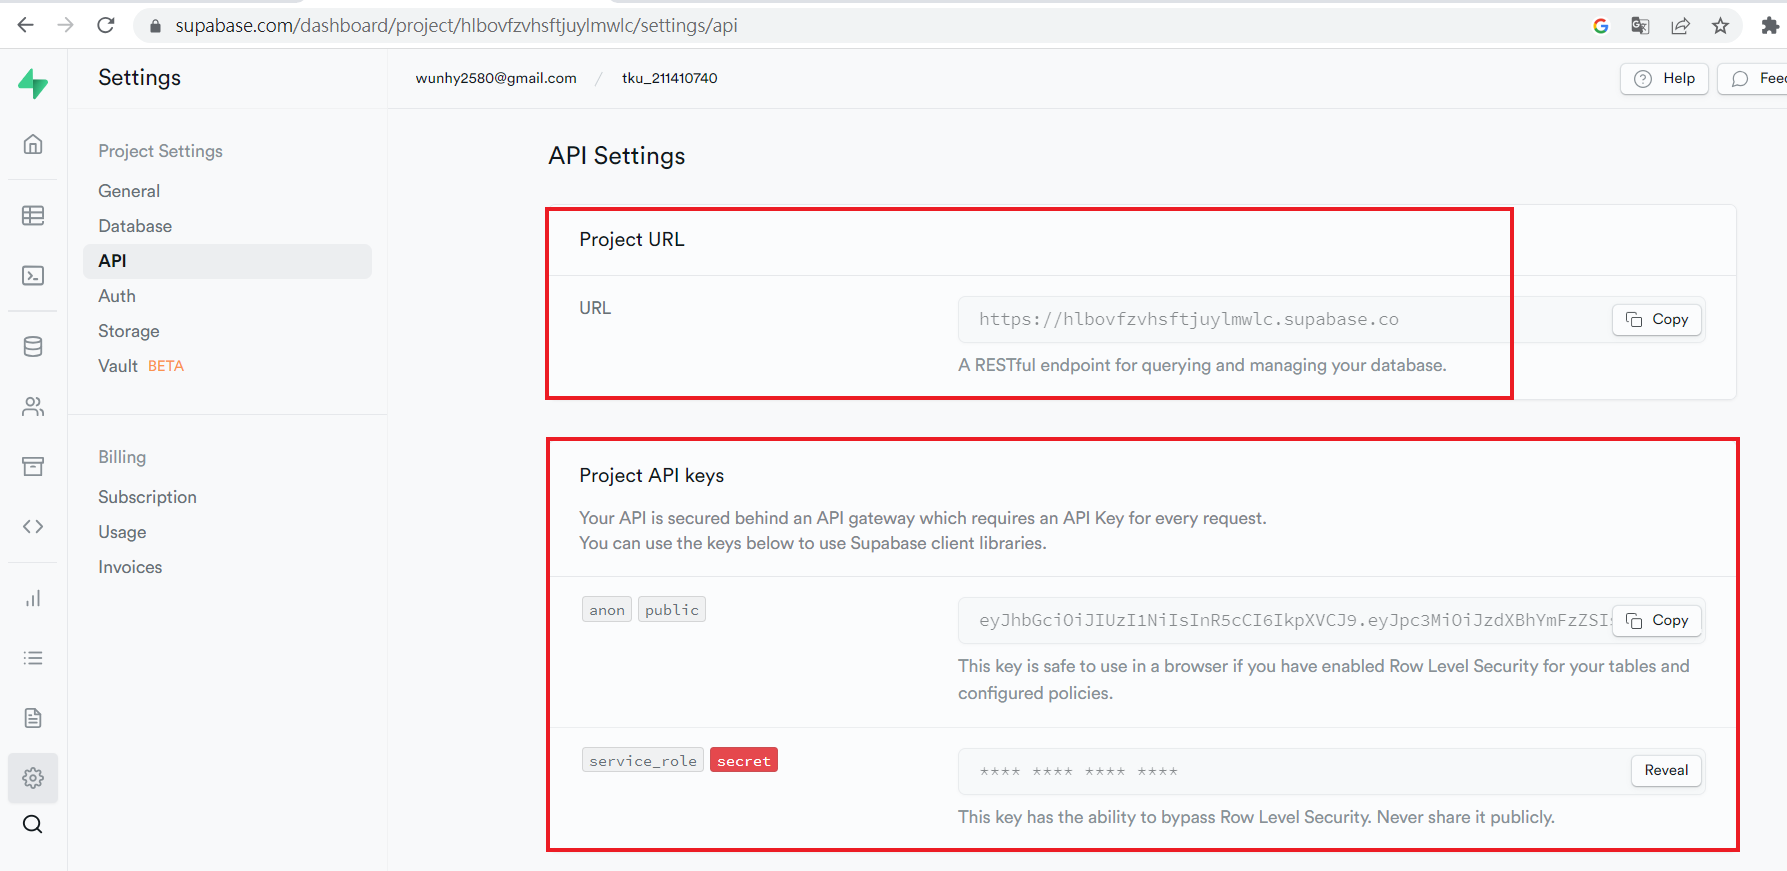 supabase.com/dashboard/project/hlbovfzvhsftjuylmwlc/settings/api
Settings
wunhy2580@gmail.com / tku_211410740
Help
Feed
Project Settings
General
Database
API
Auth
Storage
Vault BETA
Billing
Subscription
Usage
Invoices
API Settings
Project URL
URL
https://hlbovfzvhsftjuylmwlc.supabase.co
Copy
A RESTful endpoint for querying and managing your database.
Project API keys
Your API is secured behind an API gateway which requires an API Key for every request.
You can use the keys below to use Supabase client libraries.
anon public
eyJhbGciOiJIUzI1NiIsInR5cCI6IkpXVCJ9.eyJpc3MiOiJzdXBhYmFzZSIs
Copy
This key is safe to use in a browser if you have enabled Row Level Security for your tables and
configured policies.
service_role secret
**** **** **** ****
Reveal
This key has the ability to bypass Row Level Security. Never share it publicly.